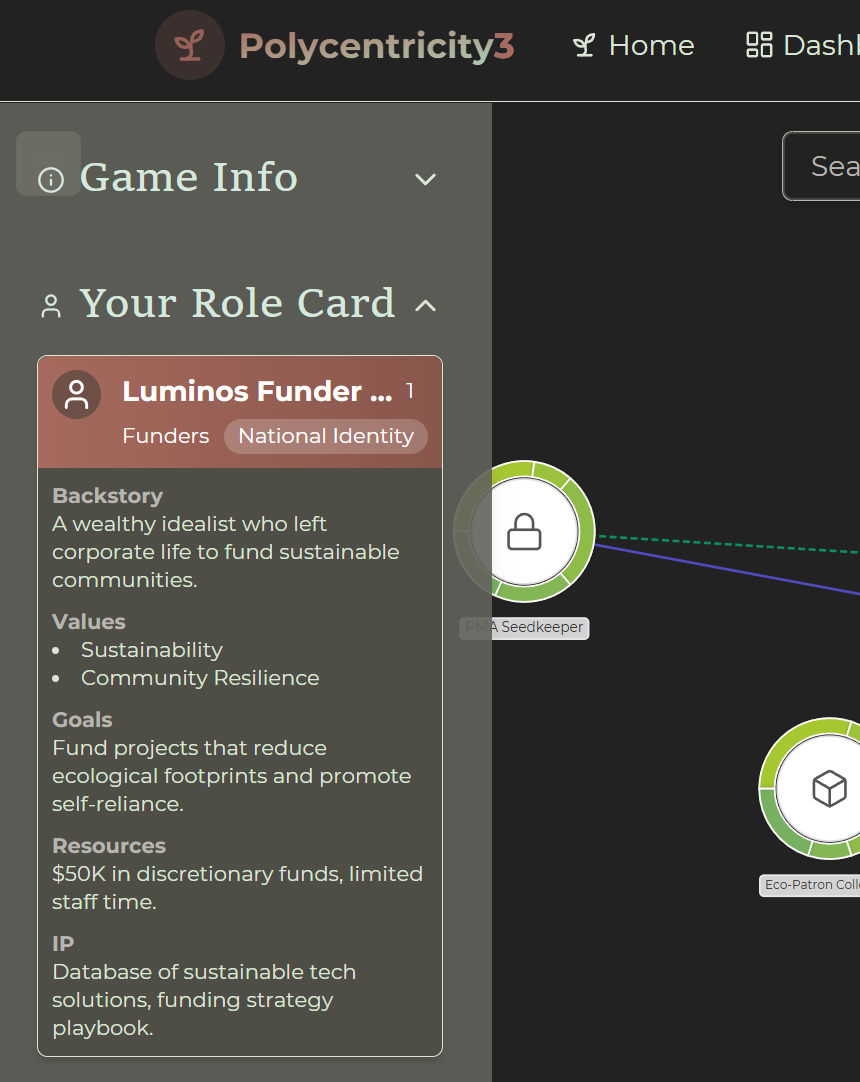 Polycentricity3
Home
Dash
Game Info
Sea
Your Role Card
Luminos Funder ... 1
Funders National Identity
Backstory
A wealthy idealist who left
corporate life to fund sustainable
communities.
Values
• Sustainability
• Community Resilience
Goals
Fund projects that reduce
ecological footprints and promote
self-reliance.
Resources
$50K in discretionary funds, limited
staff time.
IP
Database of sustainable tech
solutions, funding strategy
playbook.
PMA Seedkeeper
Eco-Patron Coll